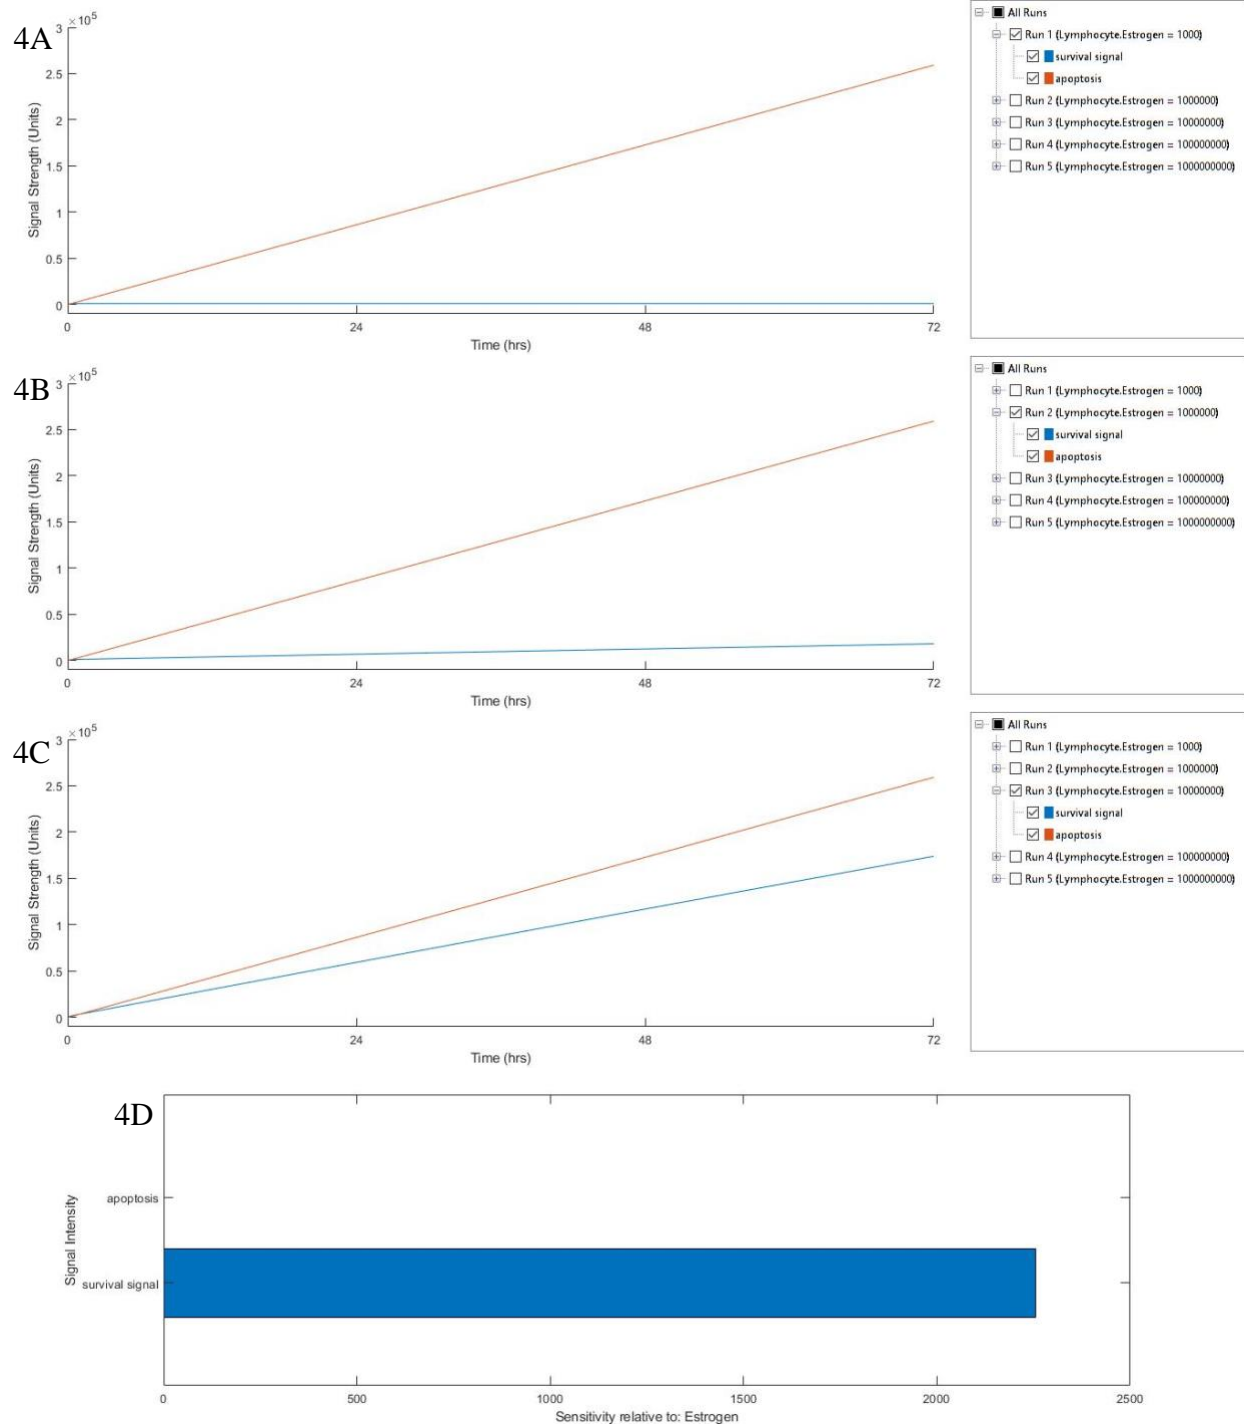 4A
× 10^5
3
2.5
2
1.5
1
0.5
0
Signal Strength (Units)
0 24 48 72
Time (hrs)
All Runs
Run 1 (Lymphocyte.Estrogen = 1000)
survival signal
apoptosis
Run 2 (Lymphocyte.Estrogen = 1000000)
Run 3 (Lymphocyte.Estrogen = 10000000)
Run 4 (Lymphocyte.Estrogen = 100000000)
Run 5 (Lymphocyte.Estrogen = 1000000000)
4B
× 10^5
3
2.5
2
1.5
1
0.5
0
Signal Strength (Units)
0 24 48 72
Time (hrs)
All Runs
Run 1 (Lymphocyte.Estrogen = 1000)
Run 2 (Lymphocyte.Estrogen = 1000000)
survival signal
apoptosis
Run 3 (Lymphocyte.Estrogen = 10000000)
Run 4 (Lymphocyte.Estrogen = 100000000)
Run 5 (Lymphocyte.Estrogen = 1000000000)
4C
× 10^5
3
2.5
2
1.5
1
0.5
0
Signal Strength (Units)
0 24 48 72
Time (hrs)
All Runs
Run 1 (Lymphocyte.Estrogen = 1000)
Run 2 (Lymphocyte.Estrogen = 1000000)
Run 3 (Lymphocyte.Estrogen = 10000000)
survival signal
apoptosis
Run 4 (Lymphocyte.Estrogen = 100000000)
Run 5 (Lymphocyte.Estrogen = 1000000000)
4D
Signal Intensity
apoptosis
survival signal
0 500 1000 1500 2000 2500
Sensitivity relative to: Estrogen